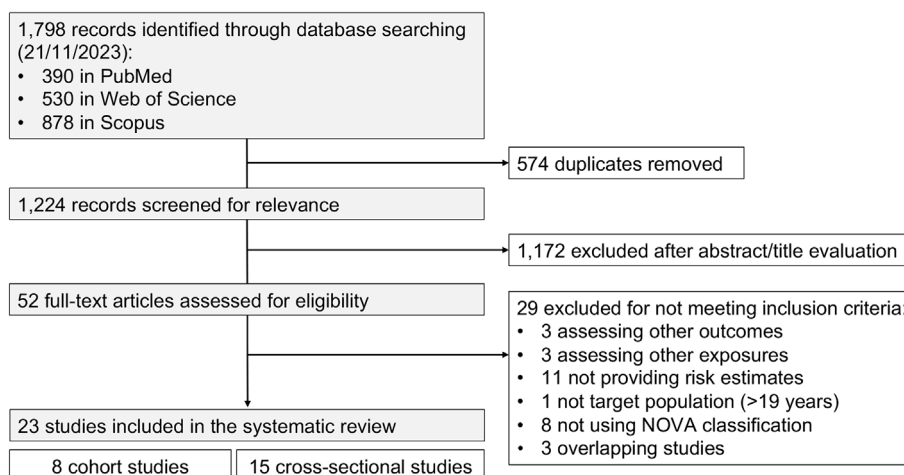 1,798 records identified through database searching
(21/11/2023):
• 390 in PubMed
• 530 in Web of Science
• 878 in Scopus
574 duplicates removed
1,224 records screened for relevance
1,172 excluded after abstract/title evaluation
52 full-text articles assessed for eligibility
29 excluded for not meeting inclusion criteria:
• 3 assessing other outcomes
• 3 assessing other exposures
• 11 not providing risk estimates
• 1 not target population (>19 years)
• 8 not using NOVA classification
• 3 overlapping studies
23 studies included in the systematic review
8 cohort studies
15 cross-sectional studies